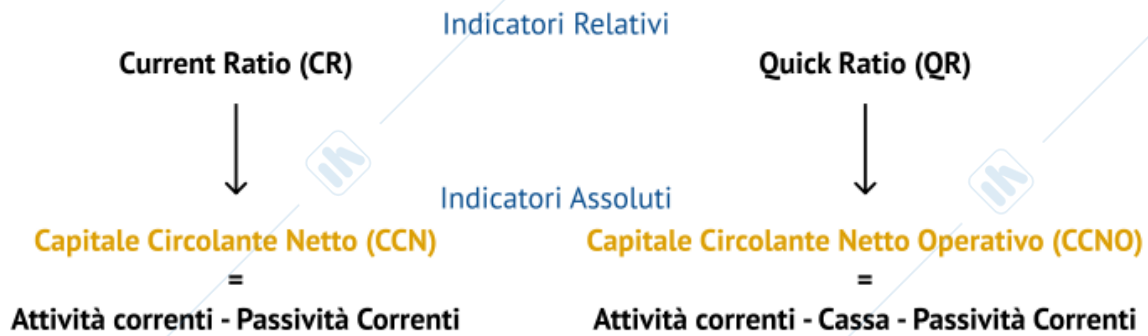 Indicatori Relativi
Current Ratio (CR)
Quick Ratio (QR)
Indicatori Assoluti
Capitale Circolante Netto (CCN)
=
Attività correnti - Passività Correnti
Capitale Circolante Netto Operativo (CCNO)
=
Attività correnti - Cassa - Passività Correnti